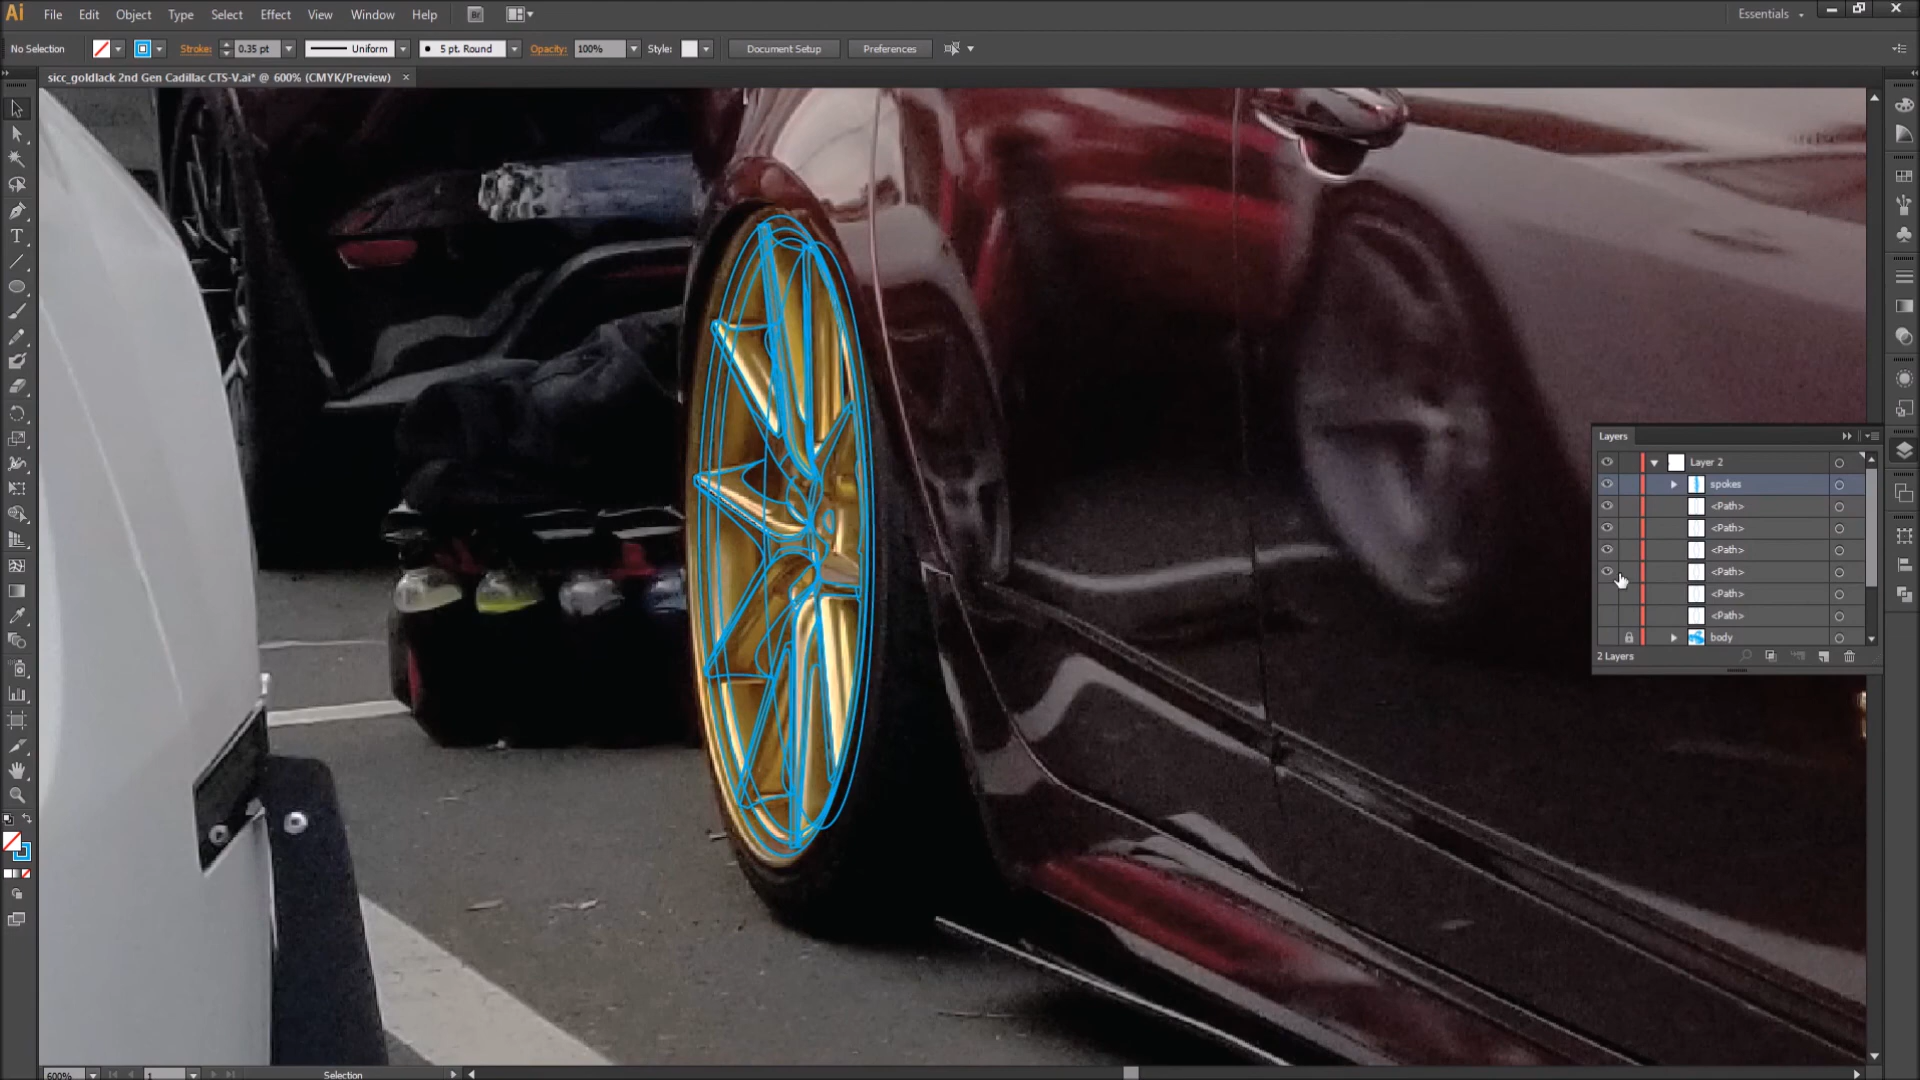 Ai File Edit Object Type Select Effect View Window Help Br Essentials
No Selection Stroke: 0.35 pt Uniform 5 pt. Round Opacity: 100% Style: Document Setup Preferences
sicc_goldlack 2nd Gen Cadillac CTS-V.ai* @ 600% (CMYK/Preview) ×
Layers
Layer 2
spokes
<Path>
<Path>
<Path>
<Path>
<Path>
<Path>
body
2 Layers
600% 1 Selection